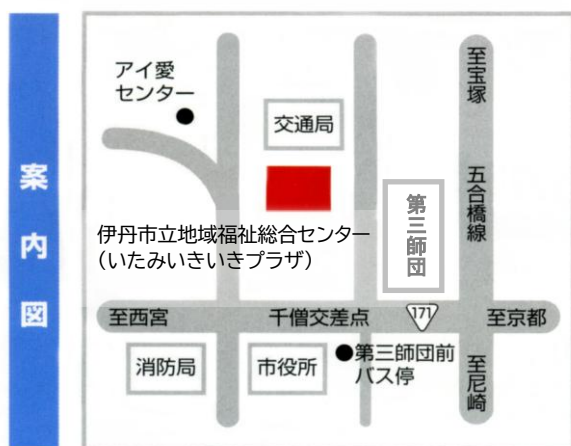 案内図
アイ愛
センター
交通局
至宝塚
五合橋線
第三師団
伊丹市立地域福祉総合センター
(いたみいきいきプラザ)
至西宮
千僧交差点
171
至京都
消防局
市役所
第三師団前
バス停
至尼崎